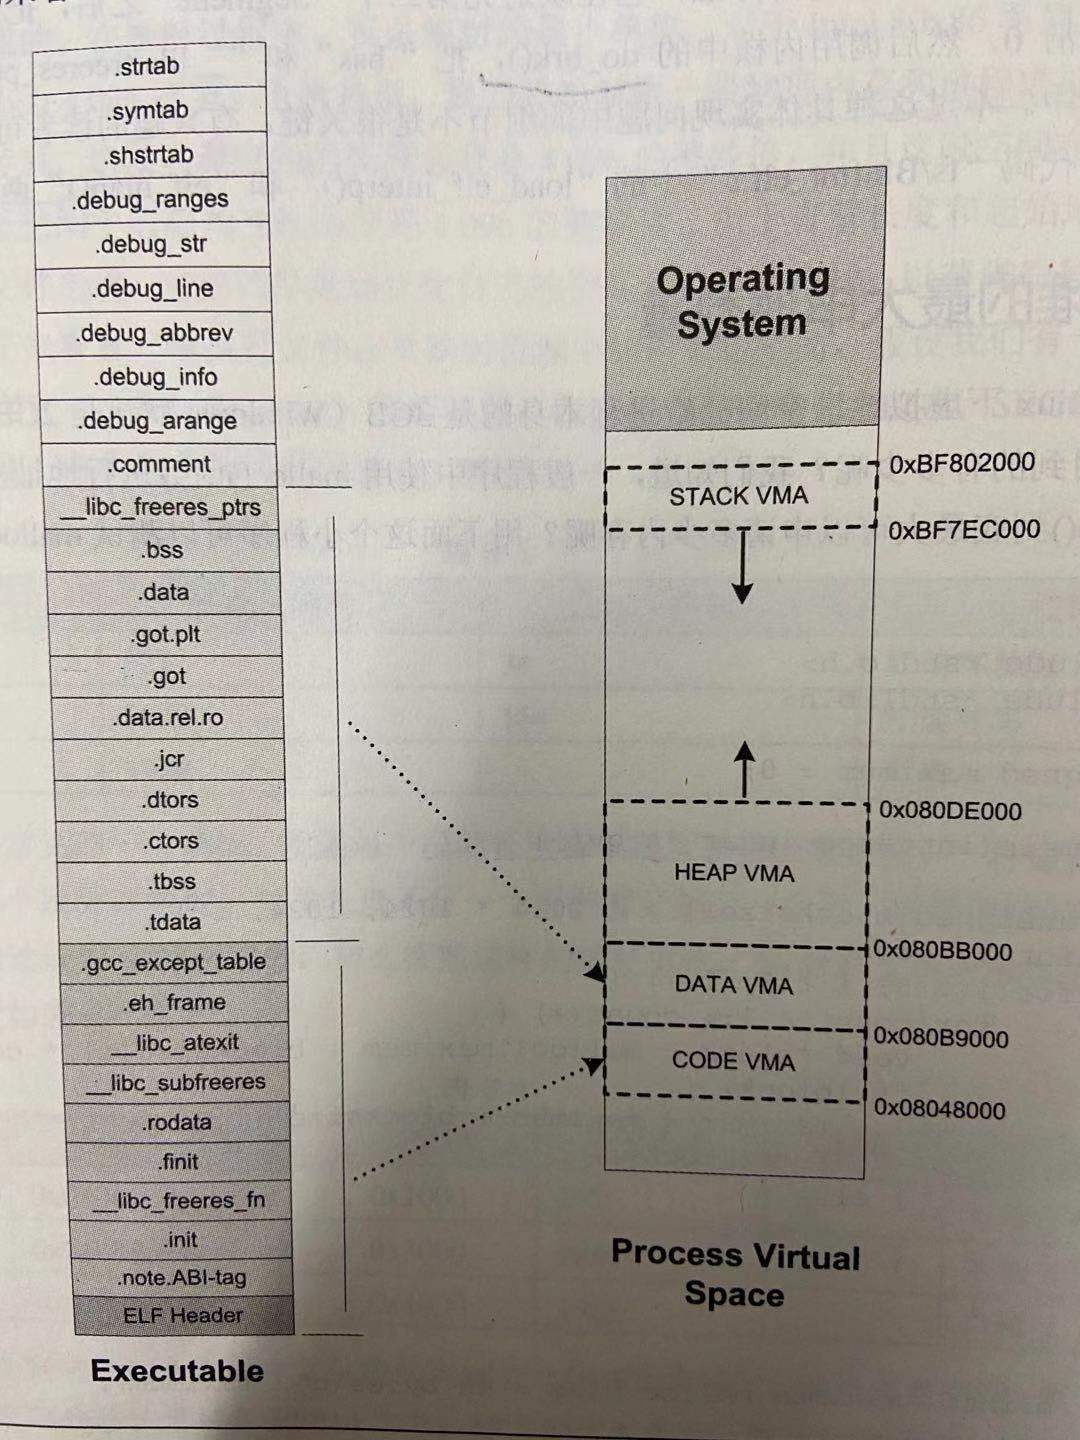 .strtab
.symtab
.shstrtab
.debug_ranges
.debug_str
.debug_line
.debug_abbrev
.debug_info
.debug_arange
.comment
__libc_freeres_ptrs
.bss
.data
.got.plt
.got
.data.rel.ro
.jcr
.dtors
.ctors
.tbss
.tdata
.gcc_except_table
.eh_frame
__libc_atexit
__libc_subfreeres
.rodata
.finit
__libc_freeres_fn
.init
.note.ABI-tag
ELF Header
Executable
Operating
System
0xBF802000
STACK VMA
0xBF7EC000
0x080DE000
HEAP VMA
0x080BB000
DATA VMA
0x080B9000
CODE VMA
0x08048000
Process Virtual
Space